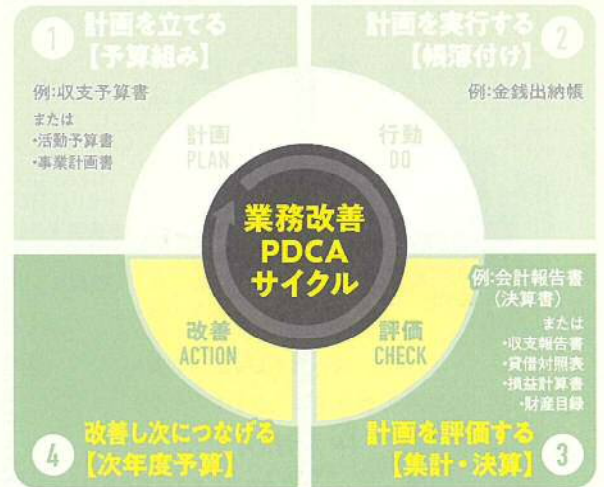 1
計画を立てる
【予算組み】
例:収支予算書
または
・活動予算書
・事業計画書
計画
PLAN
2
計画を実行する
【帳簿付け】
例:金銭出納帳
行動
DO
業務改善
PDCA
サイクル
評価
CHECK
例:会計報告書
(決算書)
または
・収支報告書
・貸借対照表
・損益計算書
・財産目録
計画を評価する
【集計・決算】
3
改善
ACTION
改善し次につなげる
【次年度予算】
4